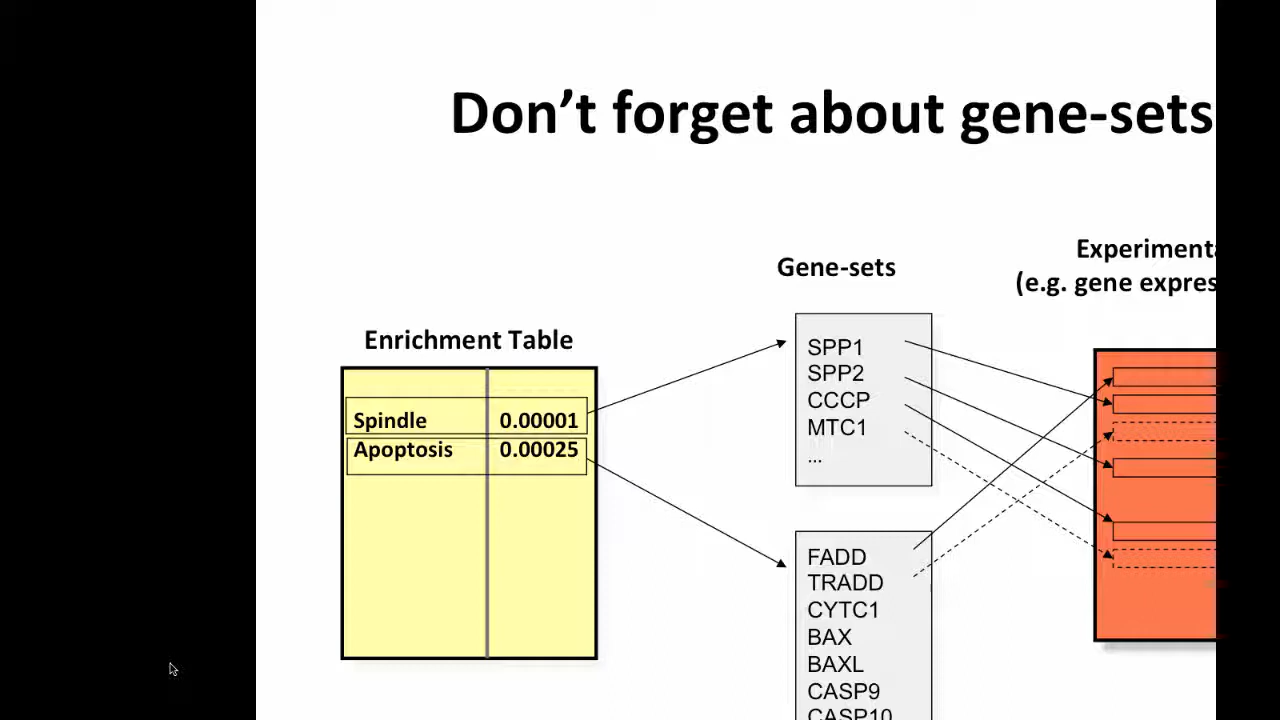 Don't forget about gene-sets
Experimenta
(e.g. gene expres
Gene-sets
Enrichment Table
Spindle 0.00001
Apoptosis 0.00025
SPP1
SPP2
CCCP
MTC1
...
FADD
TRADD
CYTC1
BAX
BAXL
CASP9
CASP10